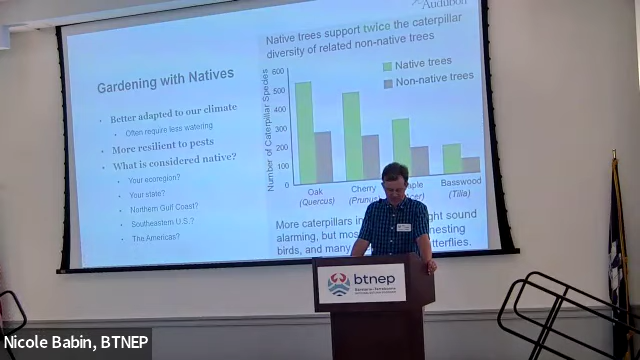 Audubon
Gardening with Natives
Better adapted to our climate
Often require less watering
More resilient to pests
What is considered native?
Your ecoregion?
Your state?
Northern Gulf Coast?
Southeastern U.S.?
The Americas?
Native trees support twice the caterpillar
diversity of related non-native trees
Native trees
Non-native trees
Number of Caterpillar Species
600
500
400
300
200
100
0
Oak
(Quercus)
Cherry
(Prunus
Basswood
(Tilia)
More caterpillars in ght sound
alarming, but mos nesting
birds, and many tterflies.
btnep
Nicole Babin, BTNEP